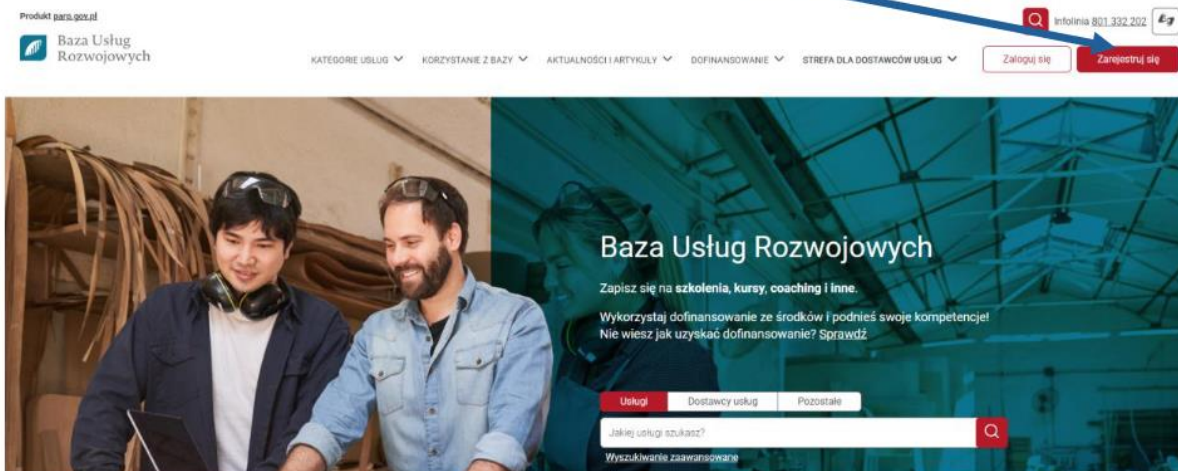 Produkt parp.gov.pl
Infolinia 801 332 202
Baza Usług
Rozwojowych
KATEGORIE USŁUG
KORZYSTANIE Z BAZY
AKTUALNOŚCI I ARTYKUŁY
DOFINANSOWANIE
STREFA DLA DOSTAWCÓW USŁUG
Zaloguj się
Zarejestruj się
Baza Usług Rozwojowych
Zapisz się na szkolenia, kursy, coaching i inne.
Wykorzystaj dofinansowanie ze środków i podnieś swoje kompetencje!
Nie wiesz jak uzyskać dofinansowanie? Sprawdź
Usługi
Dostawcy usług
Pozostałe
Jakiej usługi szukasz?
Wyszukiwanie zaawansowane